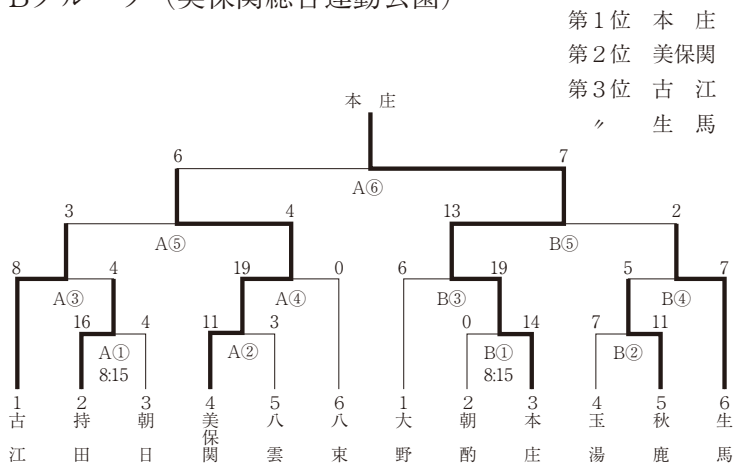 Bグループ（美保関総合運動公園）
第1位 本 庄
第2位 美保関
第3位 古 江
〃 生 馬
本 庄
6 7
A⑥
3 4 13 2
A⑤ B⑤
8 4 19 0 6 19 5 7
A③ A④ B③ B④
16 4 11 3 0 14 7 11
A① A② B① B②
8:15 8:15
1 2 3 4 5 6 1 2 3 4 5 6
古江 持田 朝日 美保関 八雲 八束 大野 朝酌 本庄 玉湯 秋鹿 生馬